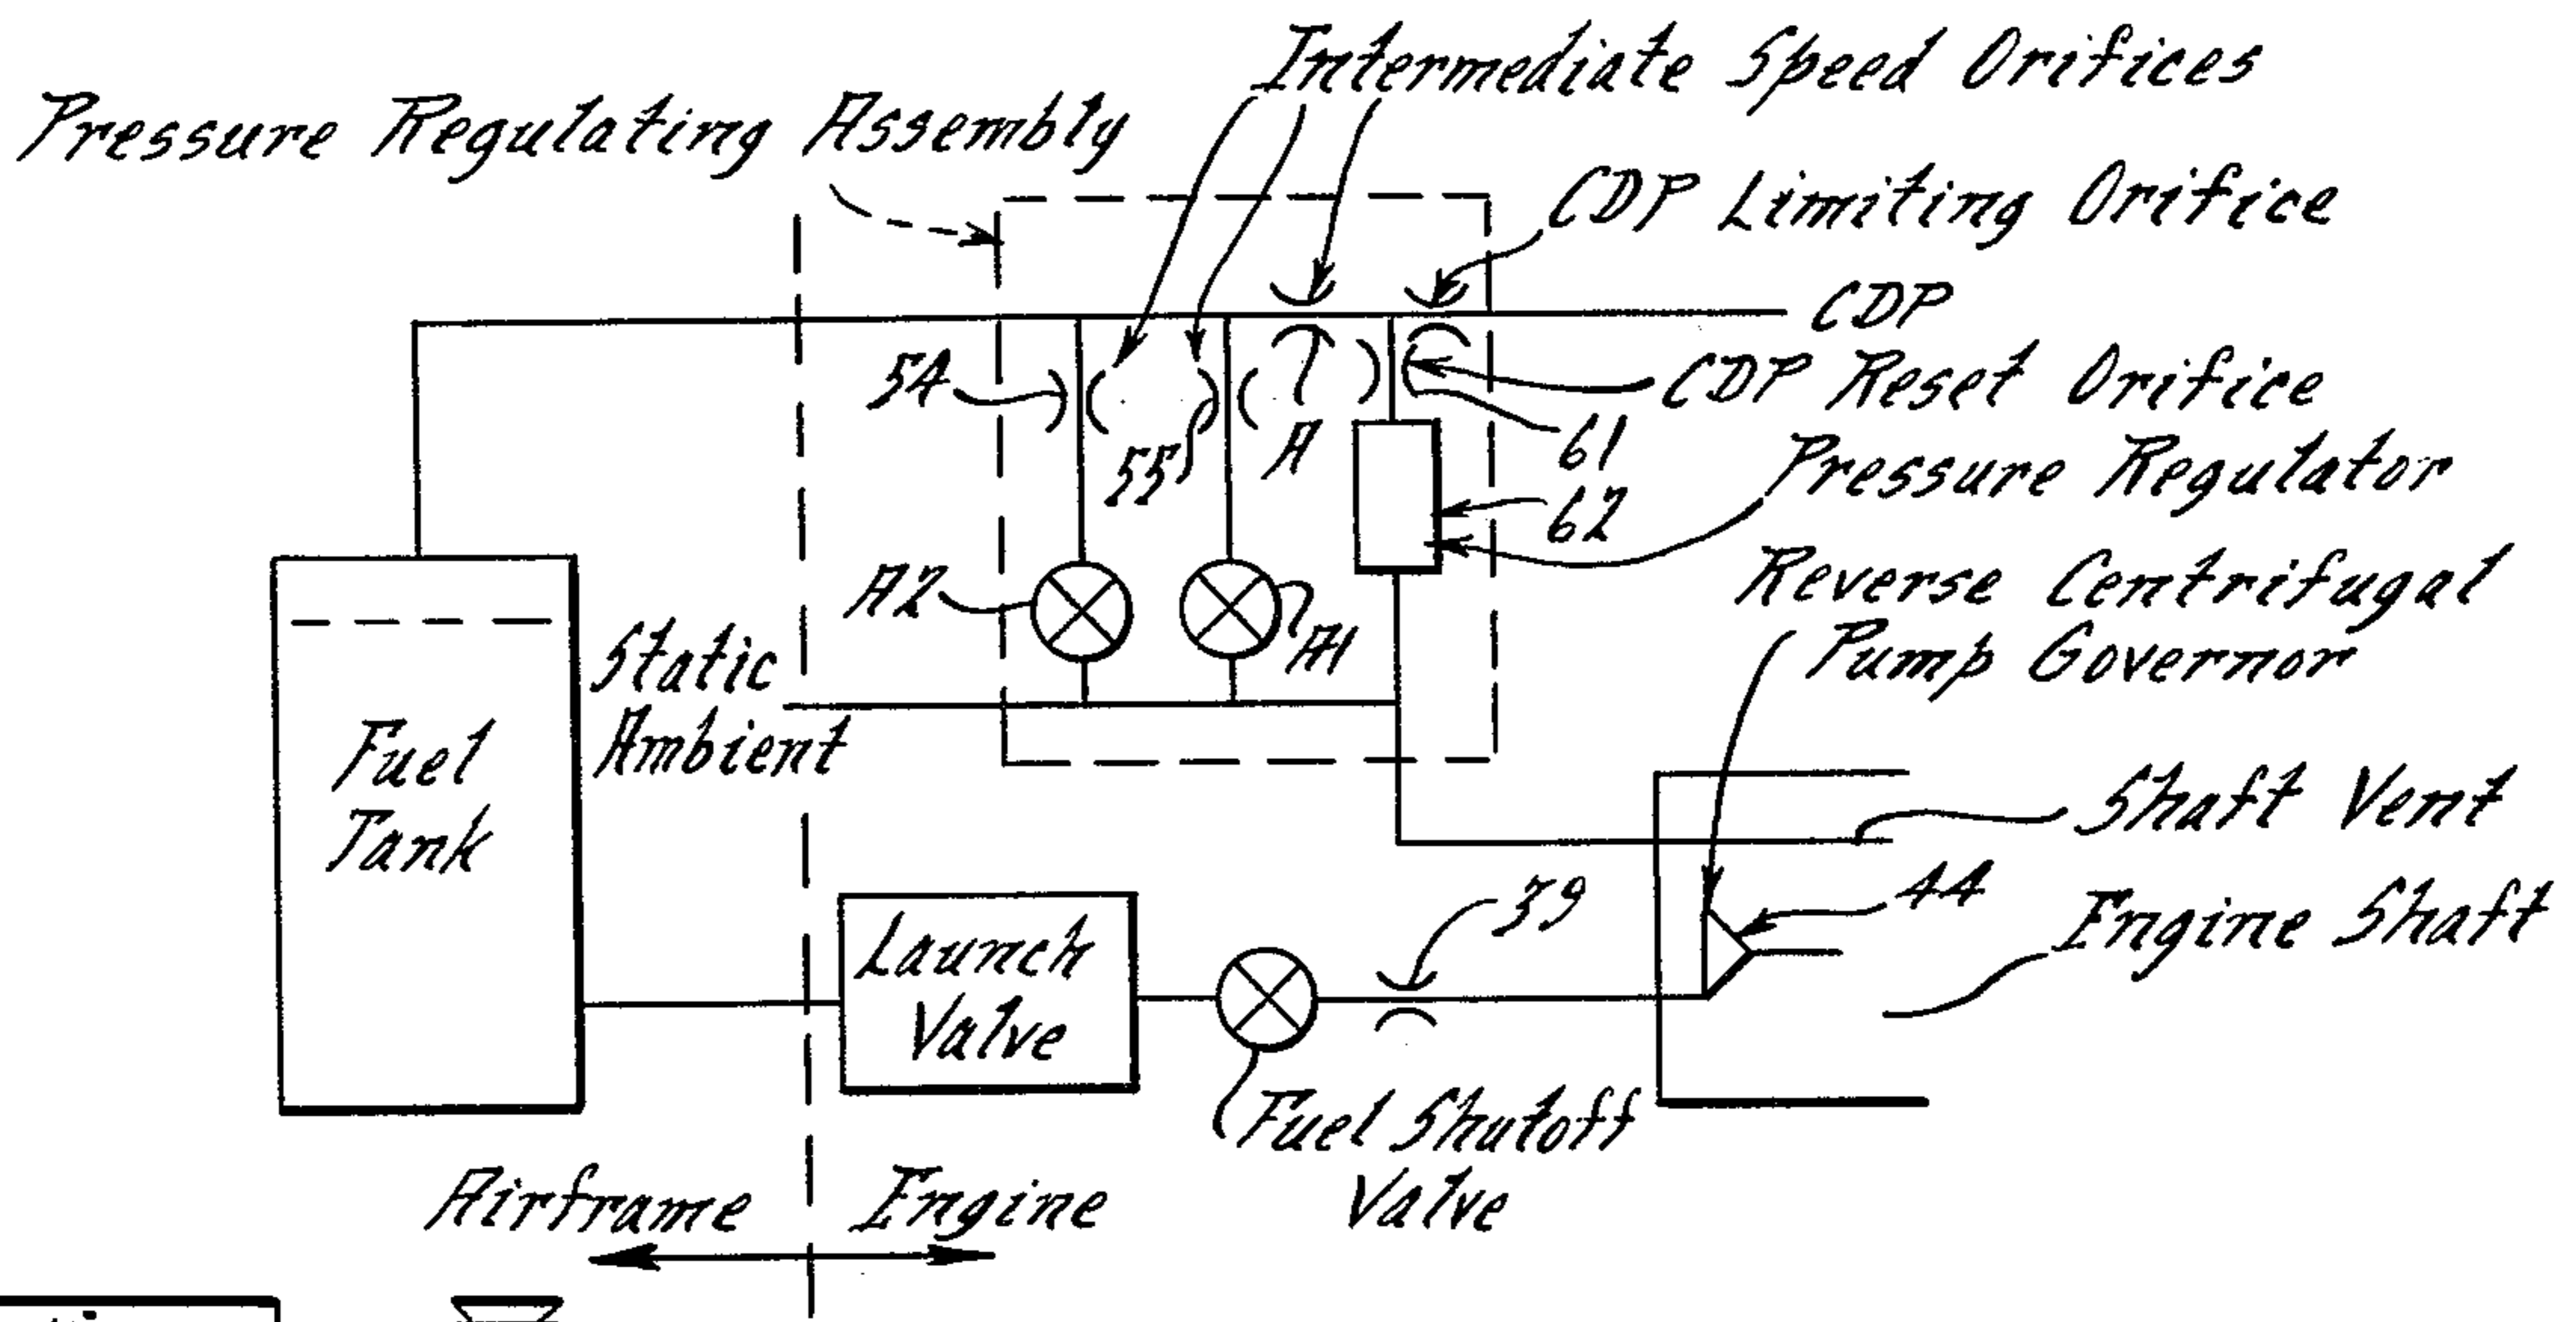 Intermediate Speed Orifices
Pressure Regulating Assembly
CDP Limiting Orifice
CDP
CDP Reset Orifice
54
55
A
61
Pressure Regulator
62
Reverse Centrifugal
Pump Governor
A2
A1
Static
Ambient
Fuel
Tank
Shaft Vent
44
39
Engine Shaft
Launch
Valve
Fuel Shutoff
Valve
Airframe
Engine